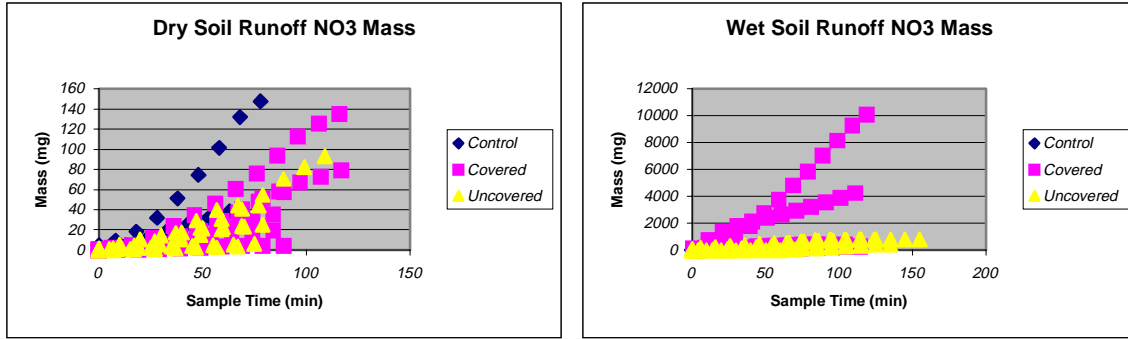 Dry Soil Runoff NO3 Mass
160
140
120
100
80
60
40
20
0
0 50 100 150
Mass (mg)
Sample Time (min)
Control
Covered
Uncovered
Wet Soil Runoff NO3 Mass
12000
10000
8000
6000
4000
2000
0
0 50 100 150 200
Mass (mg)
Sample Time (min)
Control
Covered
Uncovered